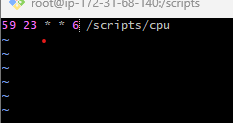 root@ip-172-31-68-140:/scripts
59 23 * * 6 /scripts/cpu
~
~
~
~
~